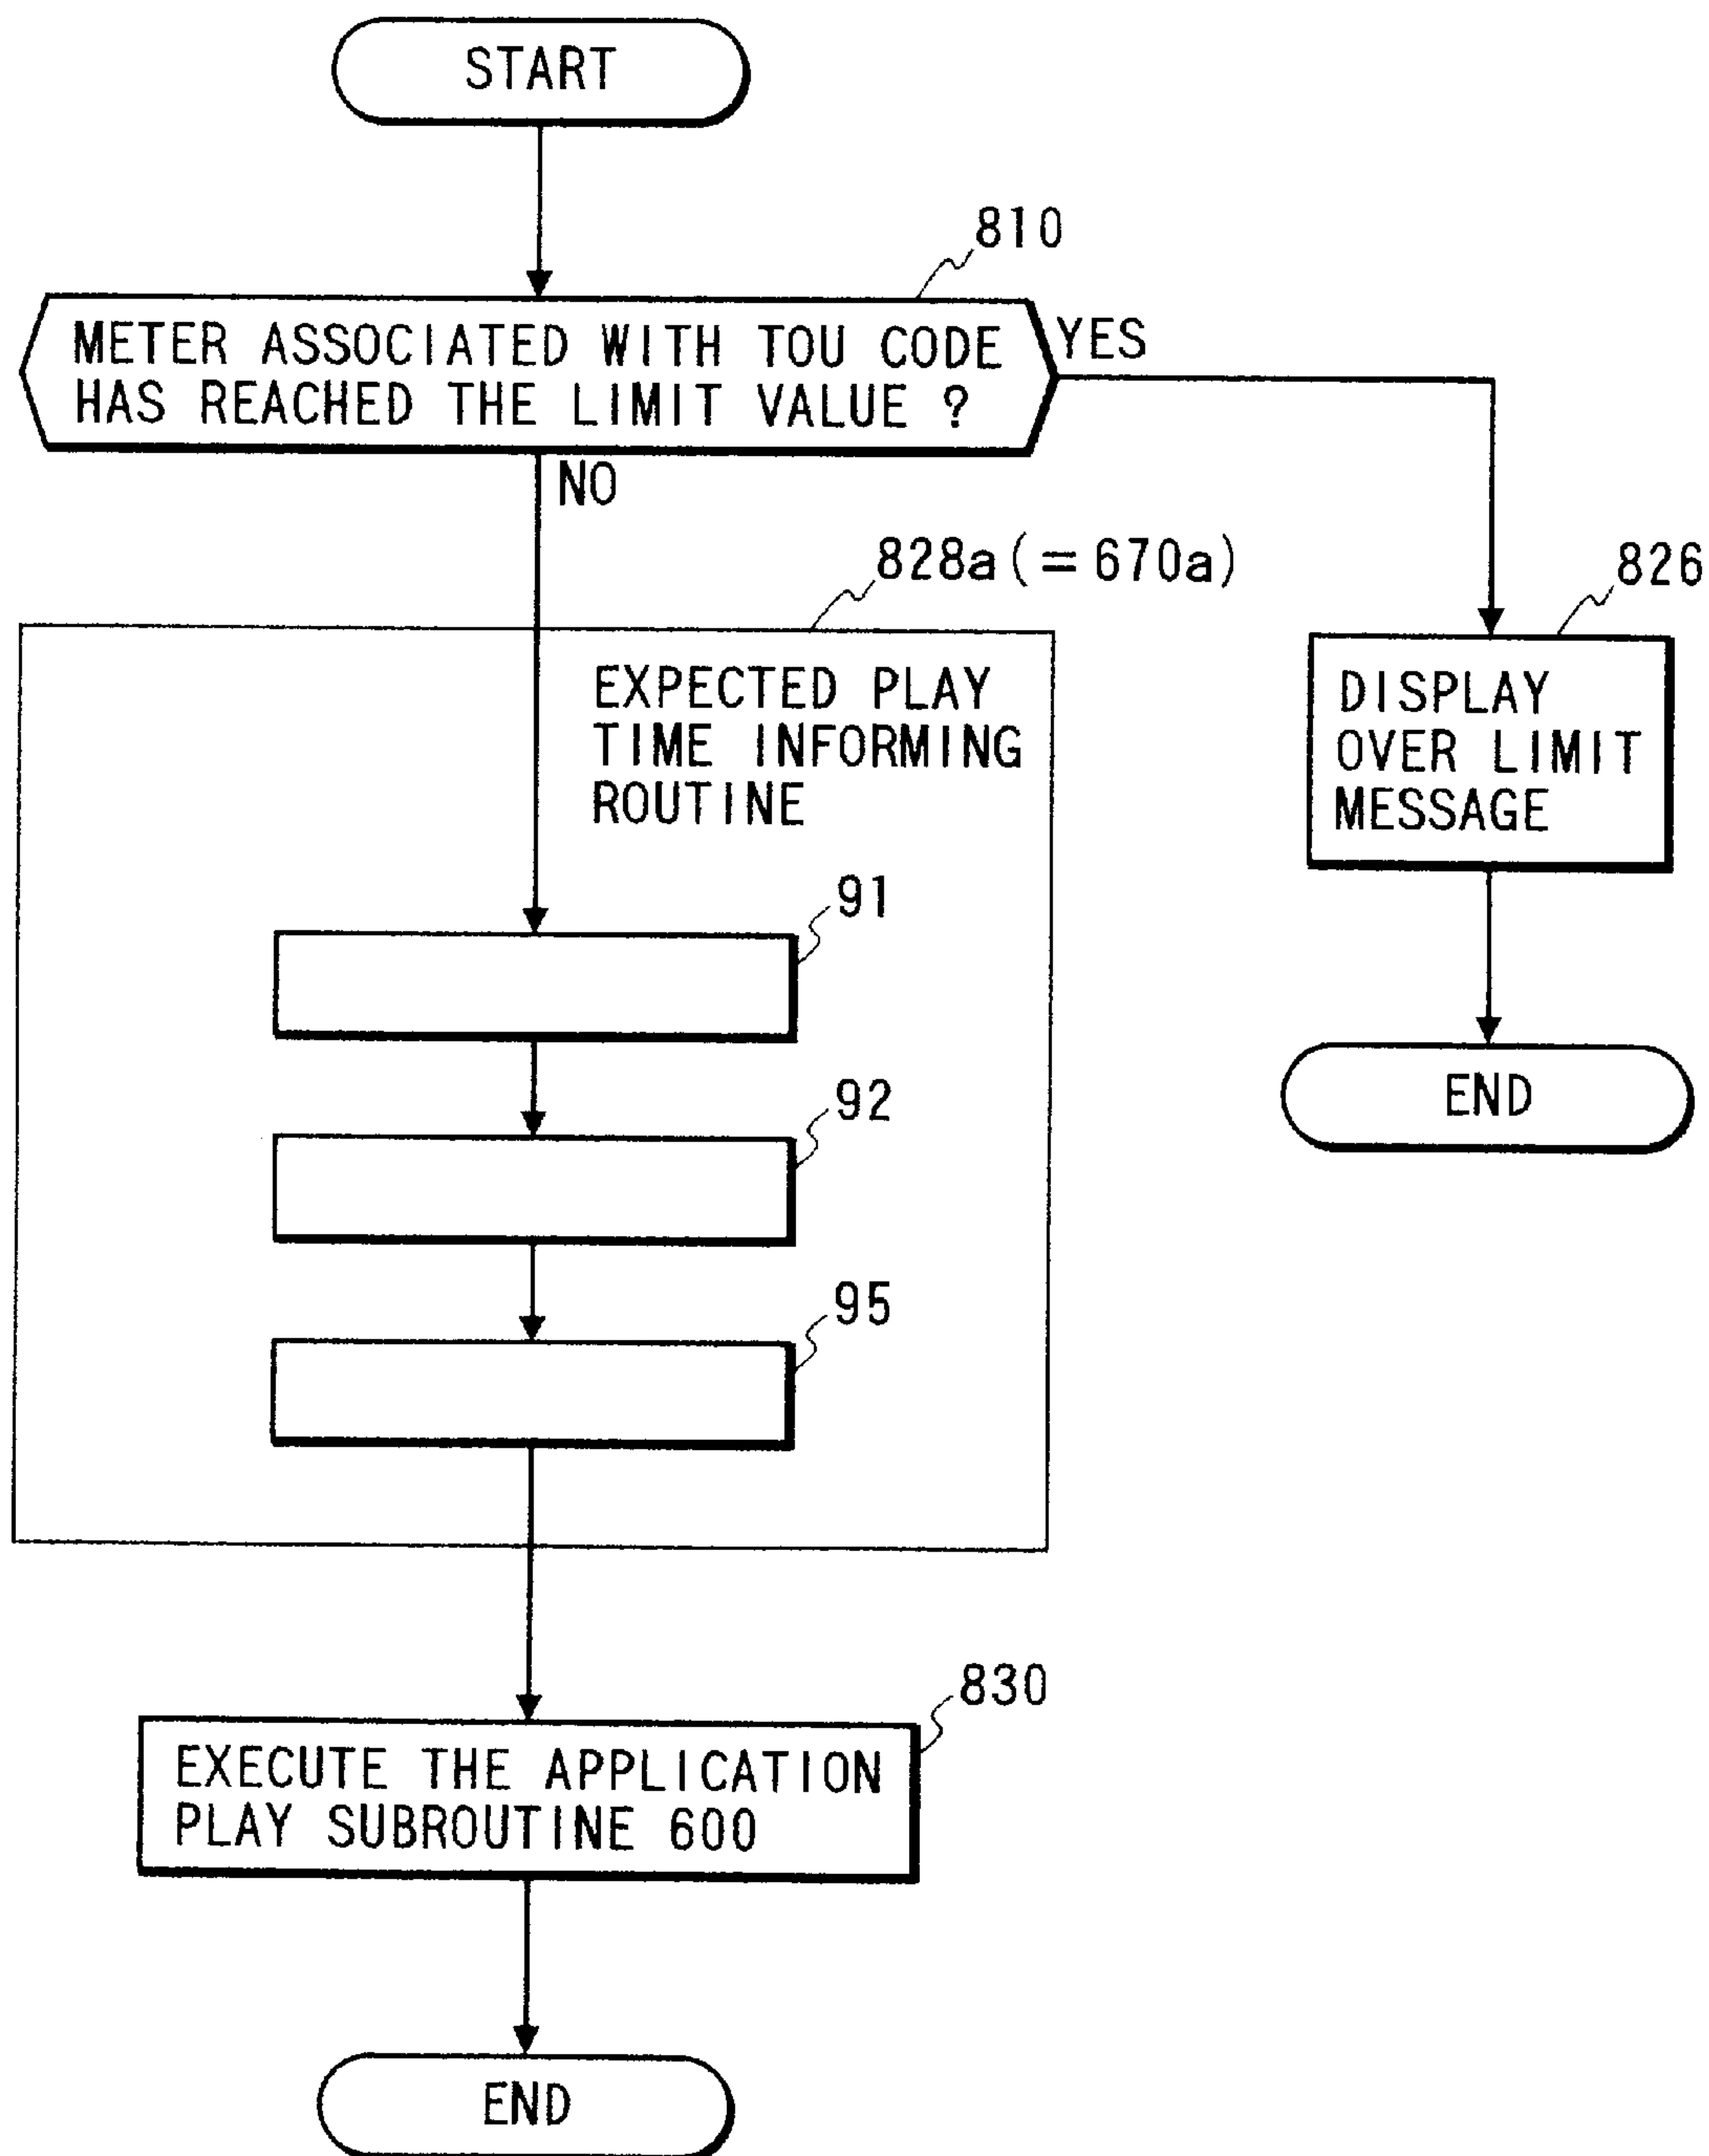 START
810
METER ASSOCIATED WITH TOU CODE
HAS REACHED THE LIMIT VALUE ?
YES
NO
828a (= 670a)
826
EXPECTED PLAY
TIME INFORMING
ROUTINE
DISPLAY
OVER LIMIT
MESSAGE
91
END
92
95
830
EXECUTE THE APPLICATION
PLAY SUBROUTINE 600
END